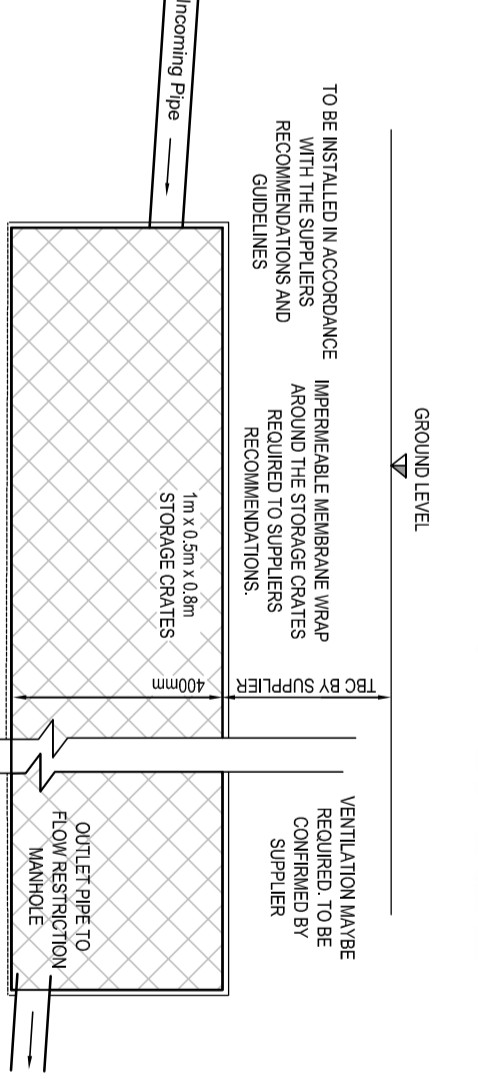 GROUND LEVEL
TO BE INSTALLED IN ACCORDANCE
WITH THE SUPPLIERS
RECOMMENDATIONS AND
GUIDELINES
IMPERMEABLE MEMBRANE WRAP
AROUND THE STORAGE CRATES
REQUIRED TO SUPPLIERS
RECOMMENDATIONS.
VENTILATION MAYBE
REQUIRED. TO BE
CONFIRMED BY
SUPPLIER
TBC BY SUPPLIER
Incoming Pipe
1m x 0.5m x 0.8m
STORAGE CRATES
400mm
OUTLET PIPE TO
FLOW RESTRICTION
MANHOLE